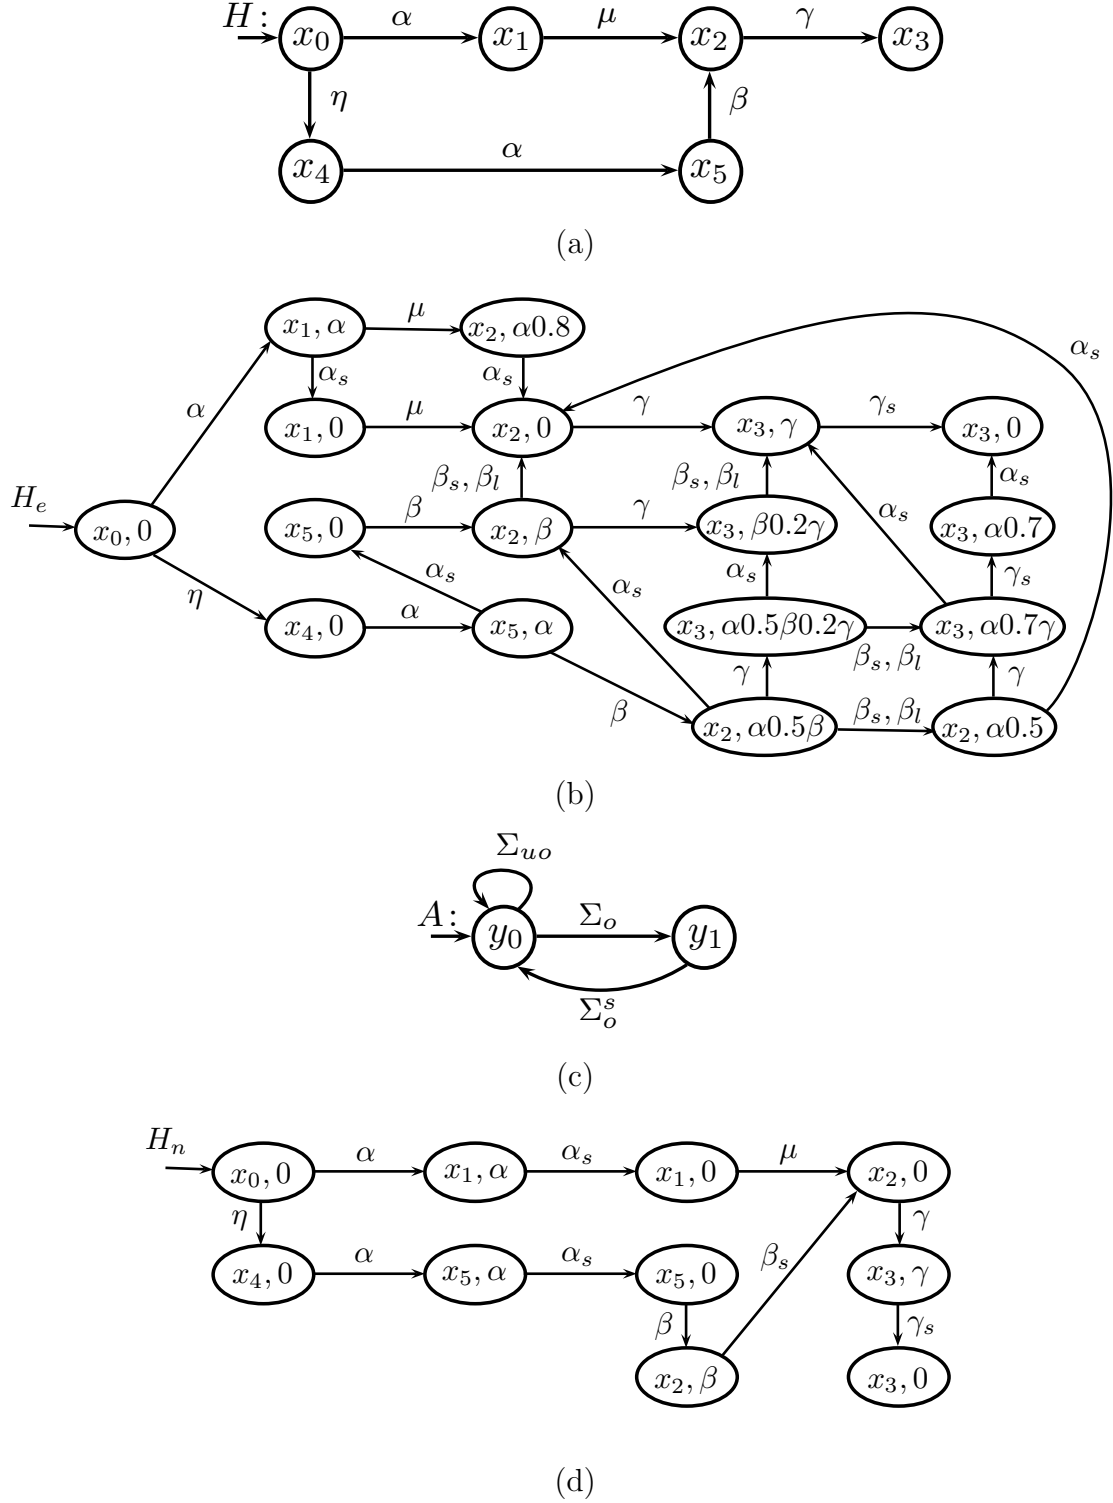 H: x₀ α x₁ μ x₂ γ x₃
η β
x₄ α x₅
(a)
x₁, α μ x₂, α0.8
αₛ αₛ αₛ
α x₁, 0 μ x₂, 0 γ x₃, γ γₛ x₃, 0
βₛ, βₗ βₛ, βₗ αₛ
Hₑ x₀, 0 x₅, 0 β x₂, β γ x₃, β0.2γ αₛ x₃, α0.7
αₛ αₛ αₛ γₛ
η x₄, 0 α x₅, α x₃, α0.5β0.2γ βₛ, βₗ x₃, α0.7γ
β γ γ
x₂, α0.5β βₛ, βₗ x₂, α0.5
(b)
Σᵤₒ
A: y₀ Σₒ y₁
Σₒˢ
(c)
Hₙ x₀, 0 α x₁, α αₛ x₁, 0 μ x₂, 0
η γ
x₄, 0 α x₅, α αₛ x₅, 0 βₛ x₃, γ
β γₛ
x₂, β x₃, 0
(d)